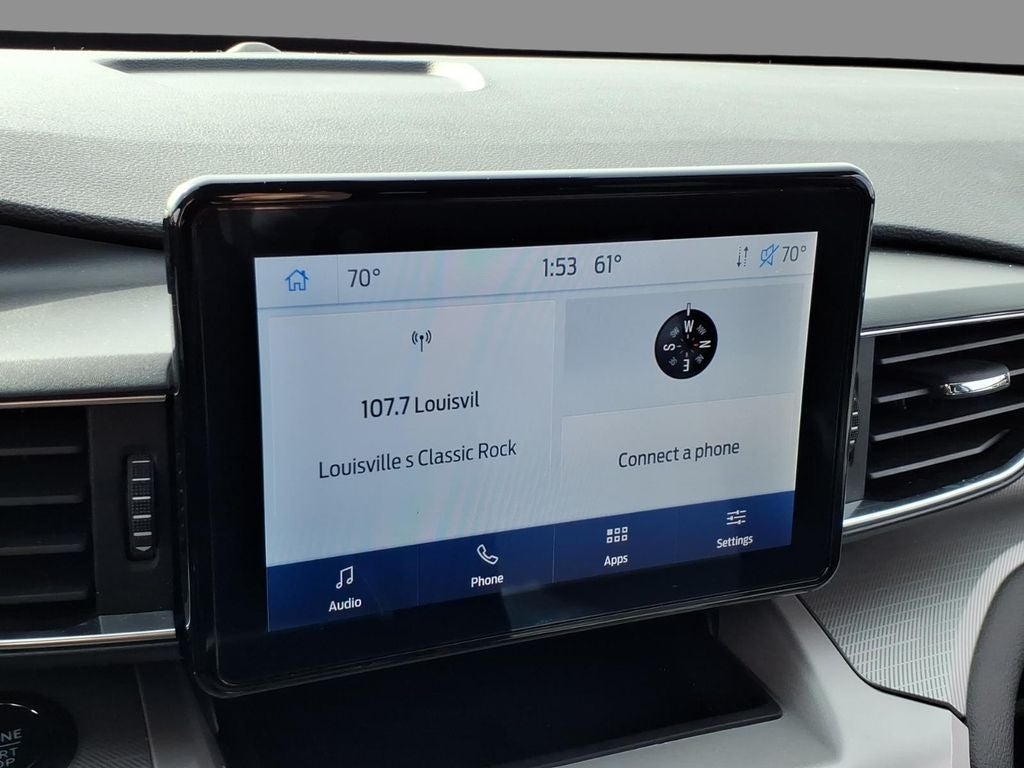 70° 1:53 61° 70°
107.7 Louisvil
Louisville s Classic Rock
W
S N
E
Connect a phone
Audio Phone Apps Settings